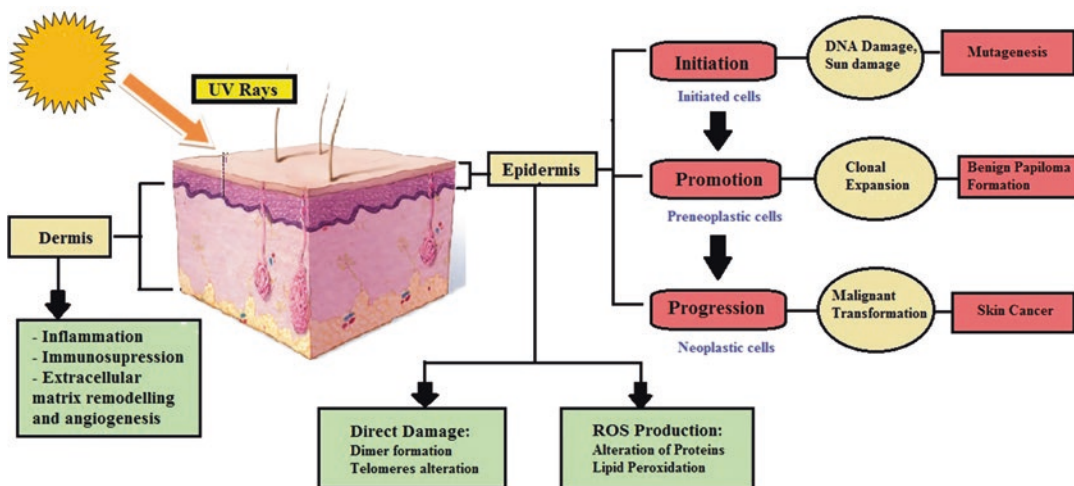 UV Rays
Dermis
- Inflammation
- Immunosupression
- Extracellular
matrix remodelling
and angiogenesis
Epidermis
Direct Damage:
Dimer formation
Telomeres alteration
ROS Production:
Alteration of Proteins
Lipid Peroxidation
Initiation
Initiated cells
DNA Damage,
Sun damage
Mutagenesis
Promotion
Preneoplastic cells
Clonal
Expansion
Benign Papiloma
Formation
Progression
Neoplastic cells
Malignant
Transformation
Skin Cancer